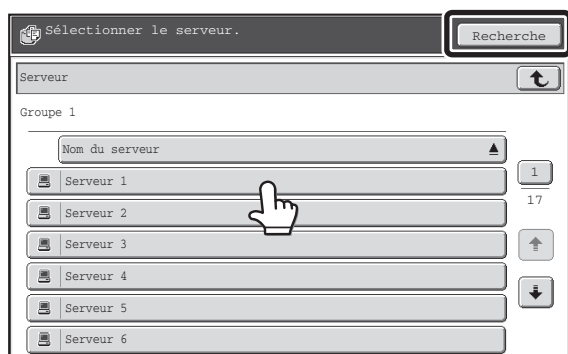 Sélectionner le serveur.
Recherche
Serveur
Groupe 1
Nom du serveur
Serveur 1
1
17
Serveur 2
Serveur 3
Serveur 4
Serveur 5
Serveur 6